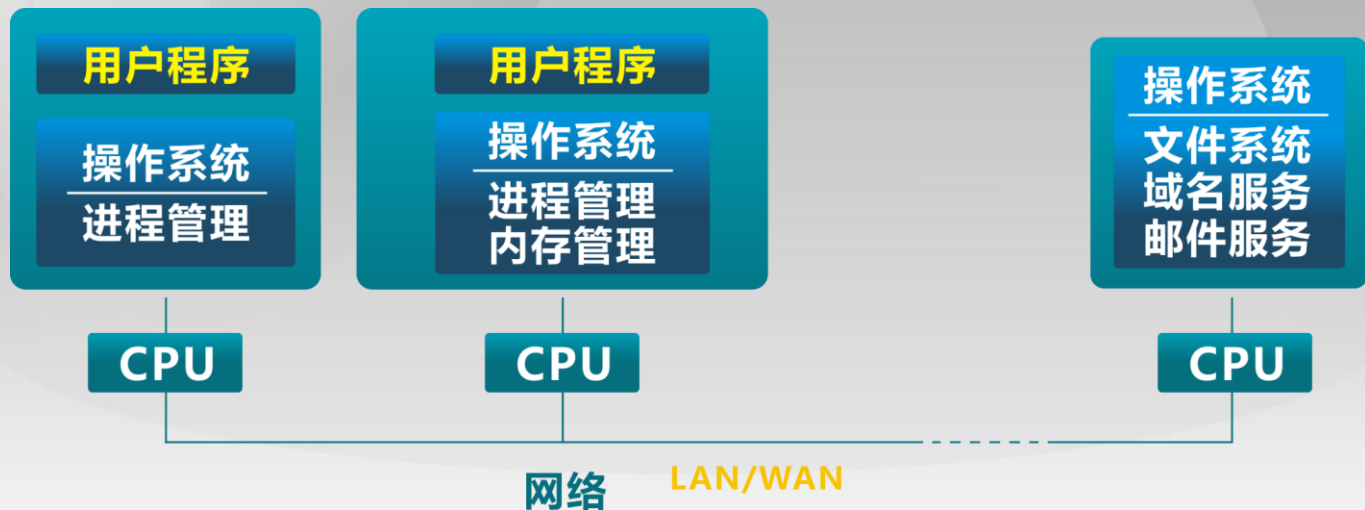 用户程序
操作系统
进程管理
用户程序
操作系统
进程管理
内存管理
操作系统
文件系统
域名服务
邮件服务
CPU
CPU
CPU
网络
LAN/WAN